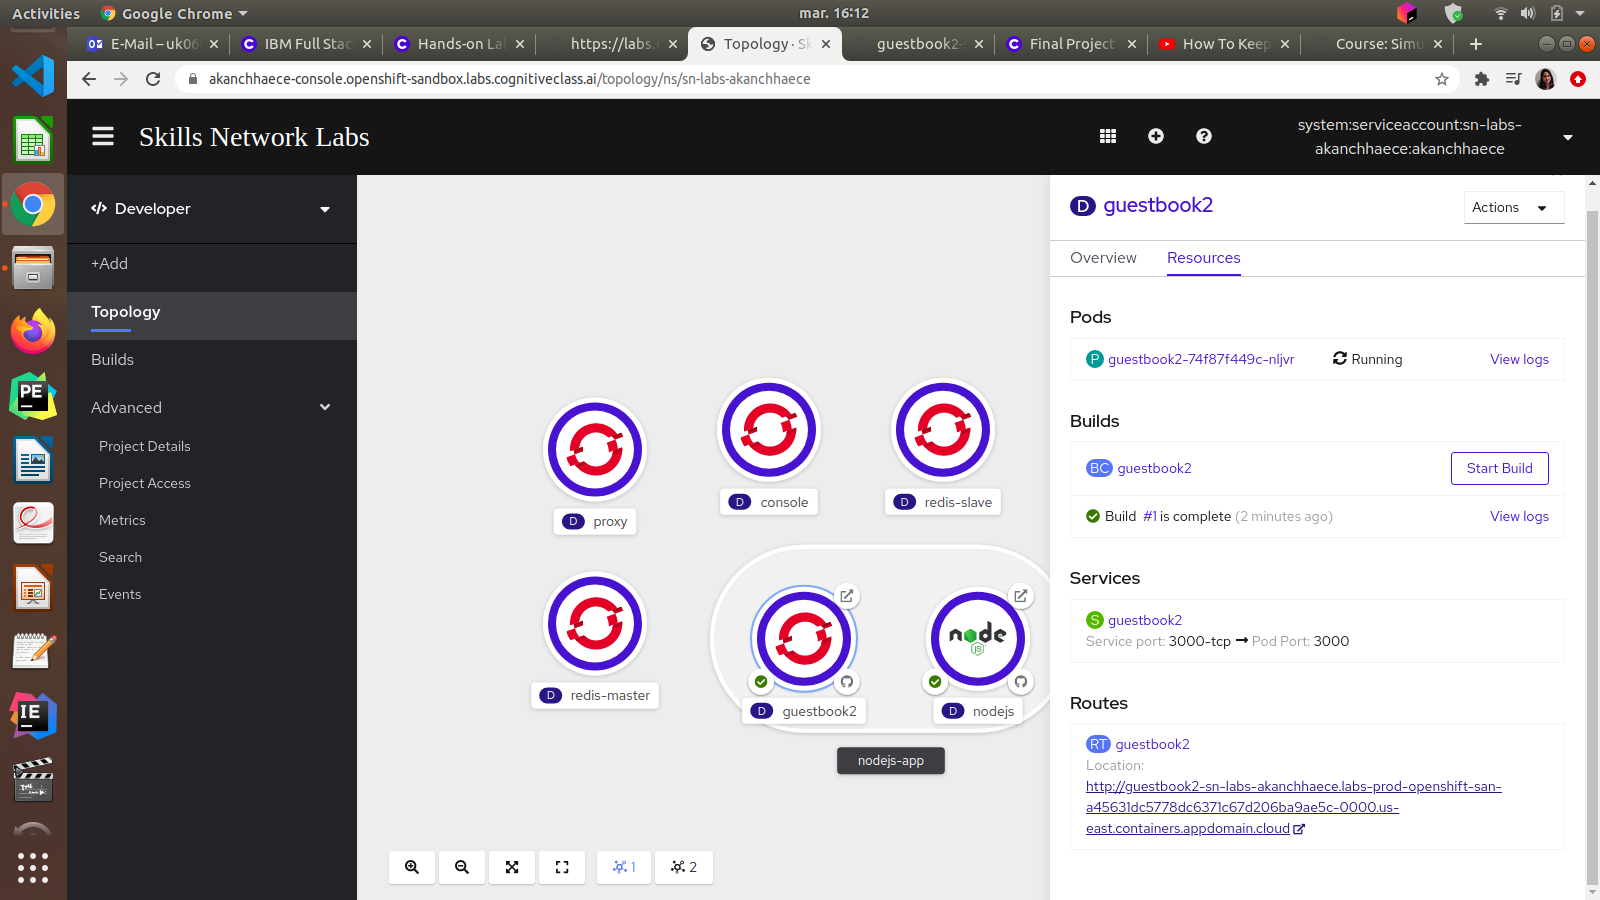 Activities
Google Chrome
mar. 16:12
E-Mail – uk06
IBM Full Stac
Hands-on La
https://labs.c
Topology · Sk
guestbook2-
Final Project
How To Keep
Course: Simu
akanchhaece-console.openshift-sandbox.labs.cognitiveclass.ai/topology/ns/sn-labs-akanchhaece
Skills Network Labs
system:serviceaccount:sn-labs-
akanchhaece:akanchhaece
Developer
+Add
Topology
Builds
Advanced
Project Details
Project Access
Metrics
Search
Events
D proxy
D console
D redis-slave
D redis-master
node
JS
D guestbook2
D nodejs
nodejs-app
1
2
D guestbook2
Actions
Overview
Resources
Pods
P guestbook2-74f87f449c-nljvr
Running
View logs
Builds
BC guestbook2
Start Build
Build #1 is complete (2 minutes ago)
View logs
Services
S guestbook2
Service port: 3000-tcp → Pod Port: 3000
Routes
RT guestbook2
Location:
http://guestbook2-sn-labs-akanchhaece.labs-prod-openshift-san-
a45631dc5778dc6371c67d206ba9ae5c-0000.us-
east.containers.appdomain.cloud
PE
IE